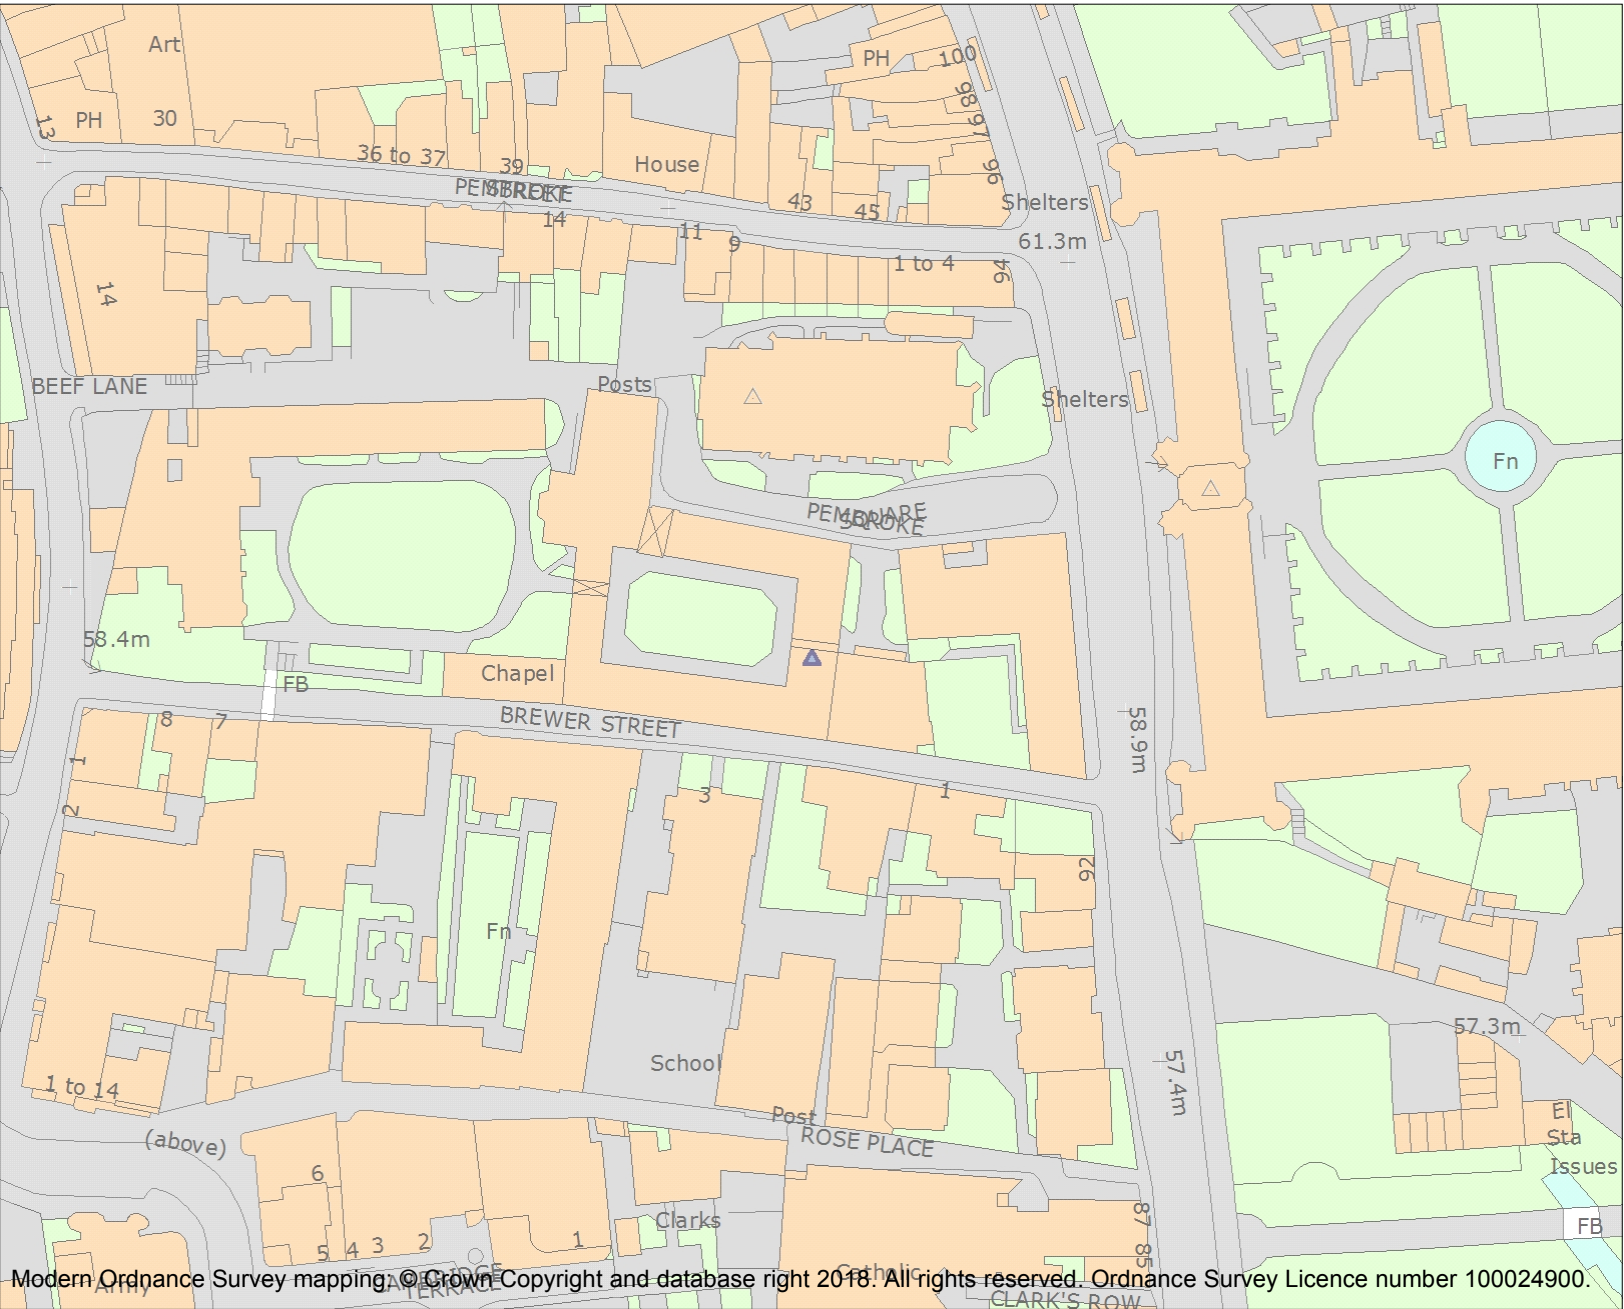 Art
PH
100
98
97
13
PH
30
36 to 37
39
House
96
PEMBROKE
STREET
43
45
Shelters
14
11
9
61.3m
1 to 4
94
14
BEEF LANE
Posts
Shelters
Fn
PEMBROKE
SQUARE
58.4m
Chapel
FB
8
7
BREWER STREET
58.9m
1
2
3
1
92
Fn
57.3m
School
57.4m
1 to 14
Post
(above)
ROSE PLACE
El
Sta
Issues
6
Clarks
87
FB
5
4
3
2
1
85
Catholic
TERRACE
Army
Modern Ordnance Survey mapping: © Crown Copyright and database right 2018. All rights reserved. Ordnance Survey Licence number 100024900.
CLARK'S ROW